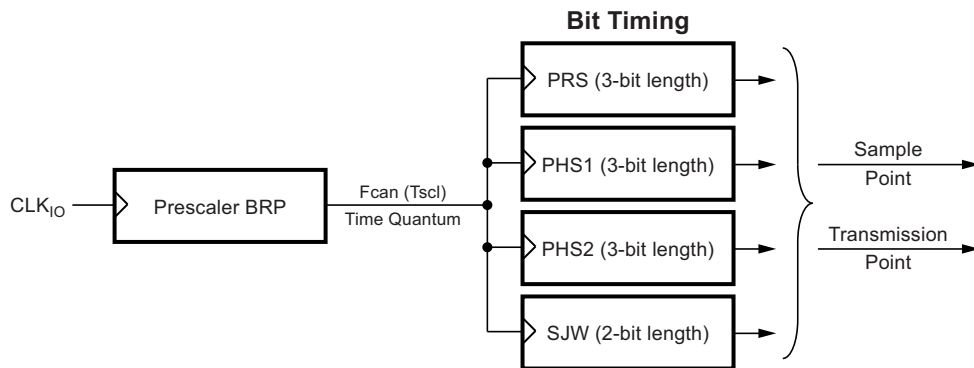 Bit Timing
PRS (3-bit length)
PHS1 (3-bit length)
Sample
Point
CLKIO
Prescaler BRP
Fcan (Tscl)
Time Quantum
PHS2 (3-bit length)
Transmission
Point
SJW (2-bit length)